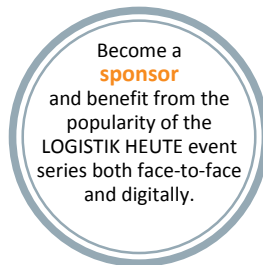 Become a
sponsor
and benefit from the
popularity of the
LOGISTIK HEUTE event
series both face-to-face
and digitally.